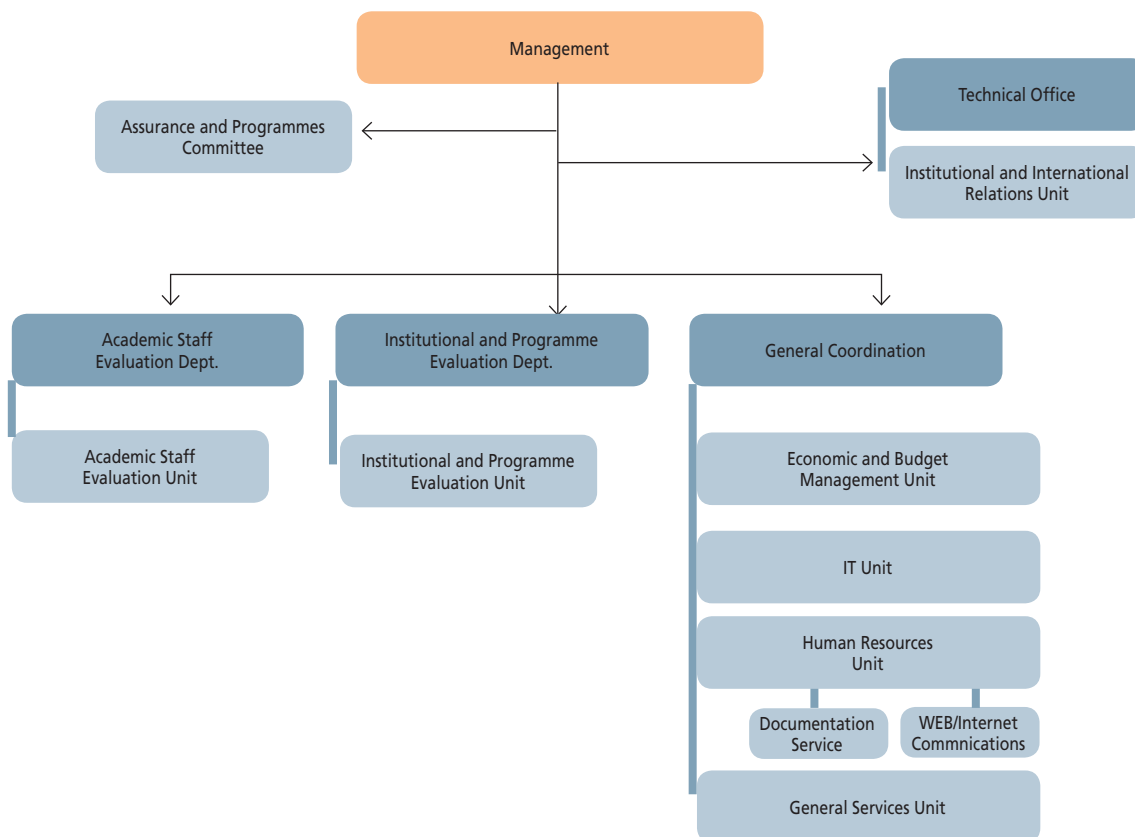 Management
Technical Office
Assurance and Programmes
Committee
Institutional and International
Relations Unit
Academic Staff
Evaluation Dept.
Institutional and Programme
Evaluation Dept.
General Coordination
Academic Staff
Evaluation Unit
Institutional and Programme
Evaluation Unit
Economic and Budget
Management Unit
IT Unit
Human Resources
Unit
Documentation
Service
WEB/Internet
Commnications
General Services Unit